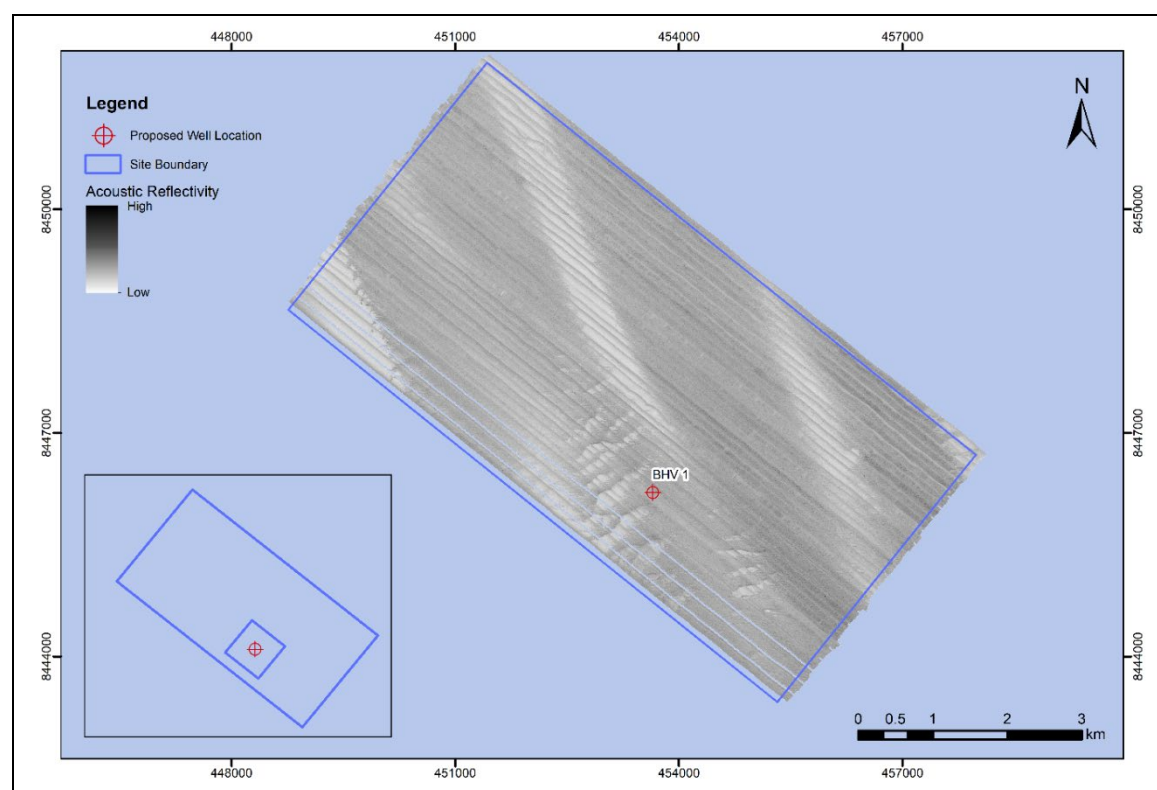 448000 451000 454000 457000
Legend
Proposed Well Location
Site Boundary
Acoustic Reflectivity
High
Low
N
8450000 8450000
8447000 8447000
BHV 1
8444000 8444000
0 0.5 1 2 3
km
448000 451000 454000 457000